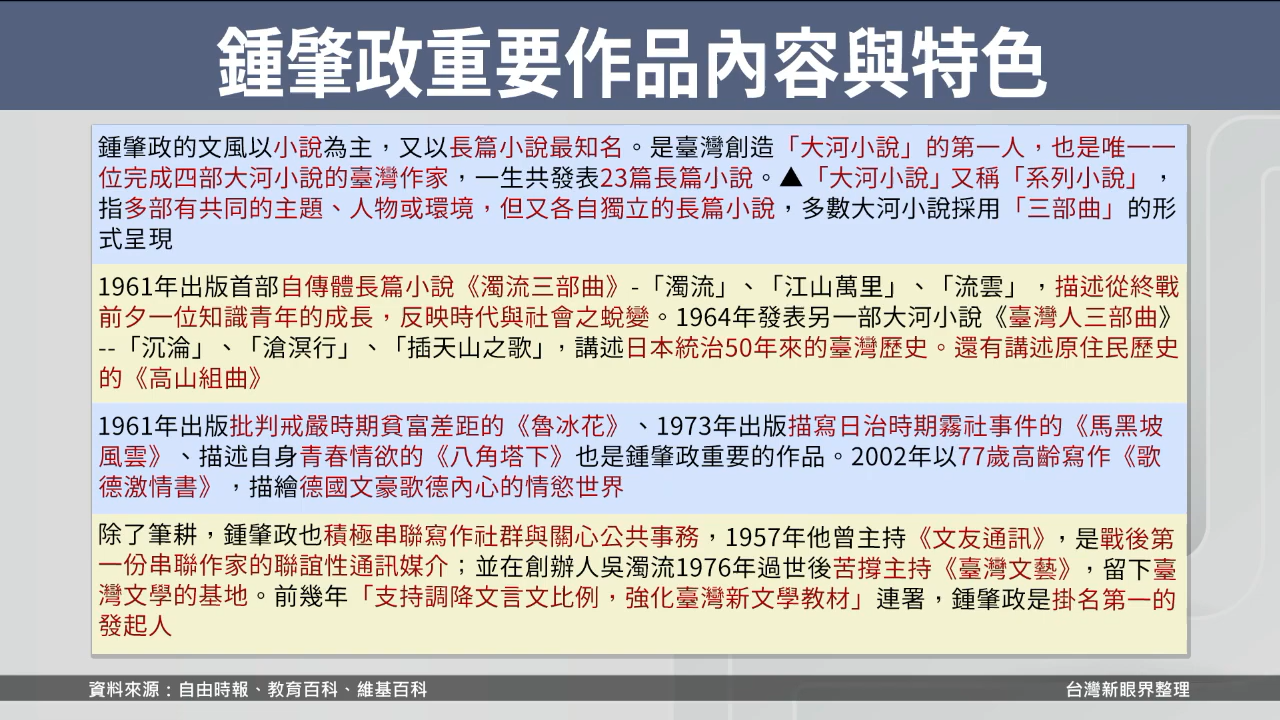 鍾肇政重要作品內容與特色
鍾肇政的文風以小說為主，又以長篇小說最知名。是臺灣創造「大河小說」的第一人，也是唯一一
位完成四部大河小說的臺灣作家，一生共發表23篇長篇小說。▲「大河小說」又稱「系列小說」，
指多部有共同的主題、人物或環境，但又各自獨立的長篇小說，多數大河小說採用「三部曲」的形
式呈現
1961年出版首部自傳體長篇小說《濁流三部曲》-「濁流」、「江山萬里」、「流雲」，描述從終戰
前夕一位知識青年的成長，反映時代與社會之蛻變。1964年發表另一部大河小說《臺灣人三部曲》
--「沉淪」、「滄溟行」、「插天山之歌」，講述日本統治50年來的臺灣歷史。還有講述原住民歷史
的《高山組曲》
1961年出版批判戒嚴時期貧富差距的《魯冰花》、1973年出版描寫日治時期霧社事件的《馬黑坡
風雲》、描述自身青春情欲的《八角塔下》也是鍾肇政重要的作品。2002年以77歲高齡寫作《歌
德激情書》，描繪德國文豪歌德內心的情慾世界
除了筆耕，鍾肇政也積極串聯寫作社群與關心公共事務，1957年他曾主持《文友通訊》，是戰後第
一份串聯作家的聯誼性通訊媒介；並在創辦人吳濁流1976年過世後苦撐主持《臺灣文藝》，留下臺
灣文學的基地。前幾年「支持調降文言文比例，強化臺灣新文學教材」連署，鍾肇政是掛名第一的
發起人
資料來源：自由時報、教育百科、維基百科
台灣新眼界整理